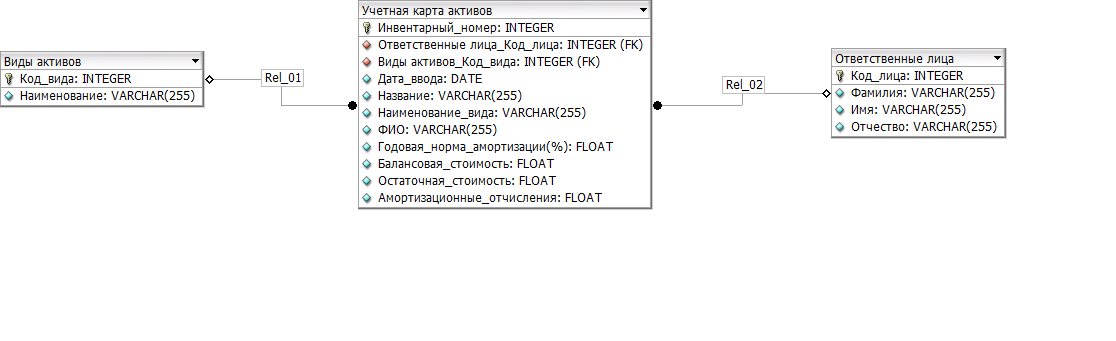 Виды активов
Код_вида: INTEGER
Наименование: VARCHAR(255)
Rel_01
Учетная карта активов
Инвентарный_номер: INTEGER
Ответственные лица_Код_лица: INTEGER (FK)
Виды активов_Код_вида: INTEGER (FK)
Дата_ввода: DATE
Название: VARCHAR(255)
Наименование_вида: VARCHAR(255)
ФИО: VARCHAR(255)
Годовая_норма_амортизации(%): FLOAT
Балансовая_стоимость: FLOAT
Остаточная_стоимость: FLOAT
Амортизационные_отчисления: FLOAT
Rel_02
Ответственные лица
Код_лица: INTEGER
Фамилия: VARCHAR(255)
Имя: VARCHAR(255)
Отчество: VARCHAR(255)